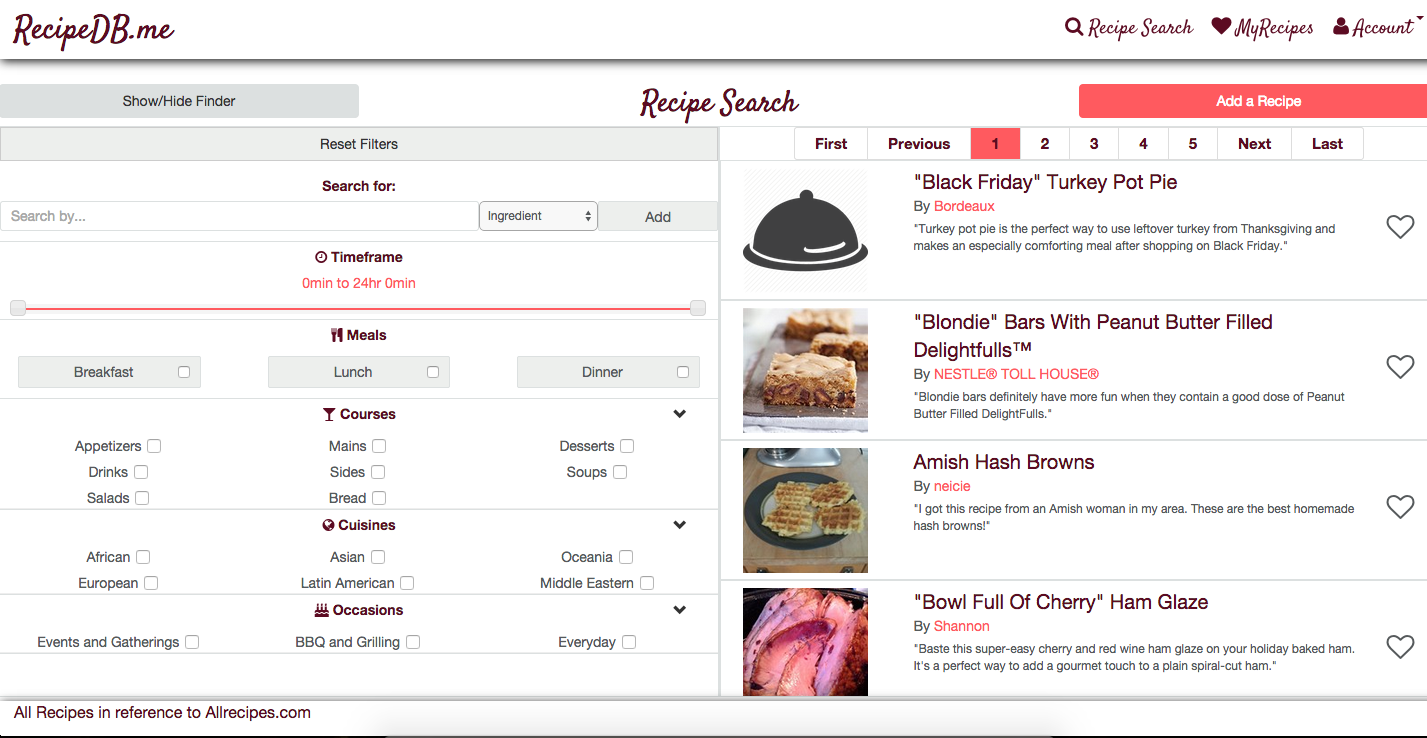 RecipeDB.me
Recipe Search
MyRecipes
Account
Show/Hide Finder
Recipe Search
Add a Recipe
Reset Filters
Search for:
Search by...
Ingredient
Add
Timeframe
0min to 24hr 0min
Meals
Breakfast
Lunch
Dinner
Courses
Appetizers
Mains
Desserts
Drinks
Sides
Soups
Salads
Bread
Cuisines
African
Asian
Oceania
European
Latin American
Middle Eastern
Occasions
Events and Gatherings
BBQ and Grilling
Everyday
First
Previous
1
2
3
4
5
Next
Last
"Black Friday" Turkey Pot Pie
By Bordeaux
"Turkey pot pie is the perfect way to use leftover turkey from Thanksgiving and
makes an especially comforting meal after shopping on Black Friday."
"Blondie" Bars With Peanut Butter Filled
Delightfulls™
By NESTLE® TOLL HOUSE®
"Blondie bars definitely have more fun when they contain a good dose of Peanut
Butter Filled DelightFulls."
Amish Hash Browns
By neicie
"I got this recipe from an Amish woman in my area. These are the best homemade
hash browns!"
"Bowl Full Of Cherry" Ham Glaze
By Shannon
"Baste this super-easy cherry and red wine ham glaze on your holiday baked ham.
It's a perfect way to add a gourmet touch to a plain spiral-cut ham."
All Recipes in reference to Allrecipes.com